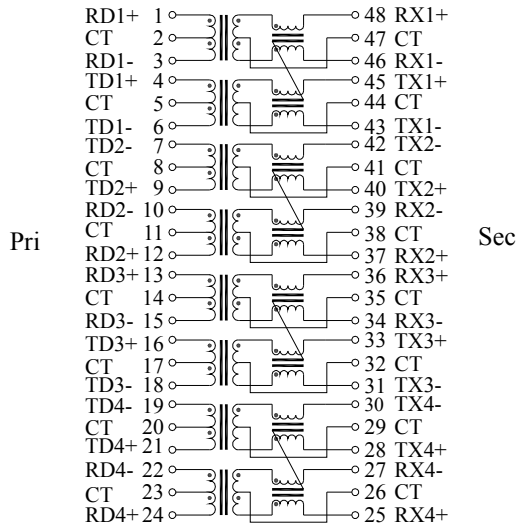 RD1+ 1 48 RX1+
CT 2 47 CT
RD1- 3 46 RX1-
TD1+ 4 45 TX1+
CT 5 44 CT
TD1- 6 43 TX1-
TD2- 7 42 TX2-
CT 8 41 CT
TD2+ 9 40 TX2+
RD2- 10 39 RX2-
CT 11 38 CT
Pri Sec
RD2+ 12 37 RX2+
RD3+ 13 36 RX3+
CT 14 35 CT
RD3- 15 34 RX3-
TD3+ 16 33 TX3+
CT 17 32 CT
TD3- 18 31 TX3-
TD4- 19 30 TX4-
CT 20 29 CT
TD4+ 21 28 TX4+
RD4- 22 27 RX4-
CT 23 26 CT
RD4+ 24 25 RX4+